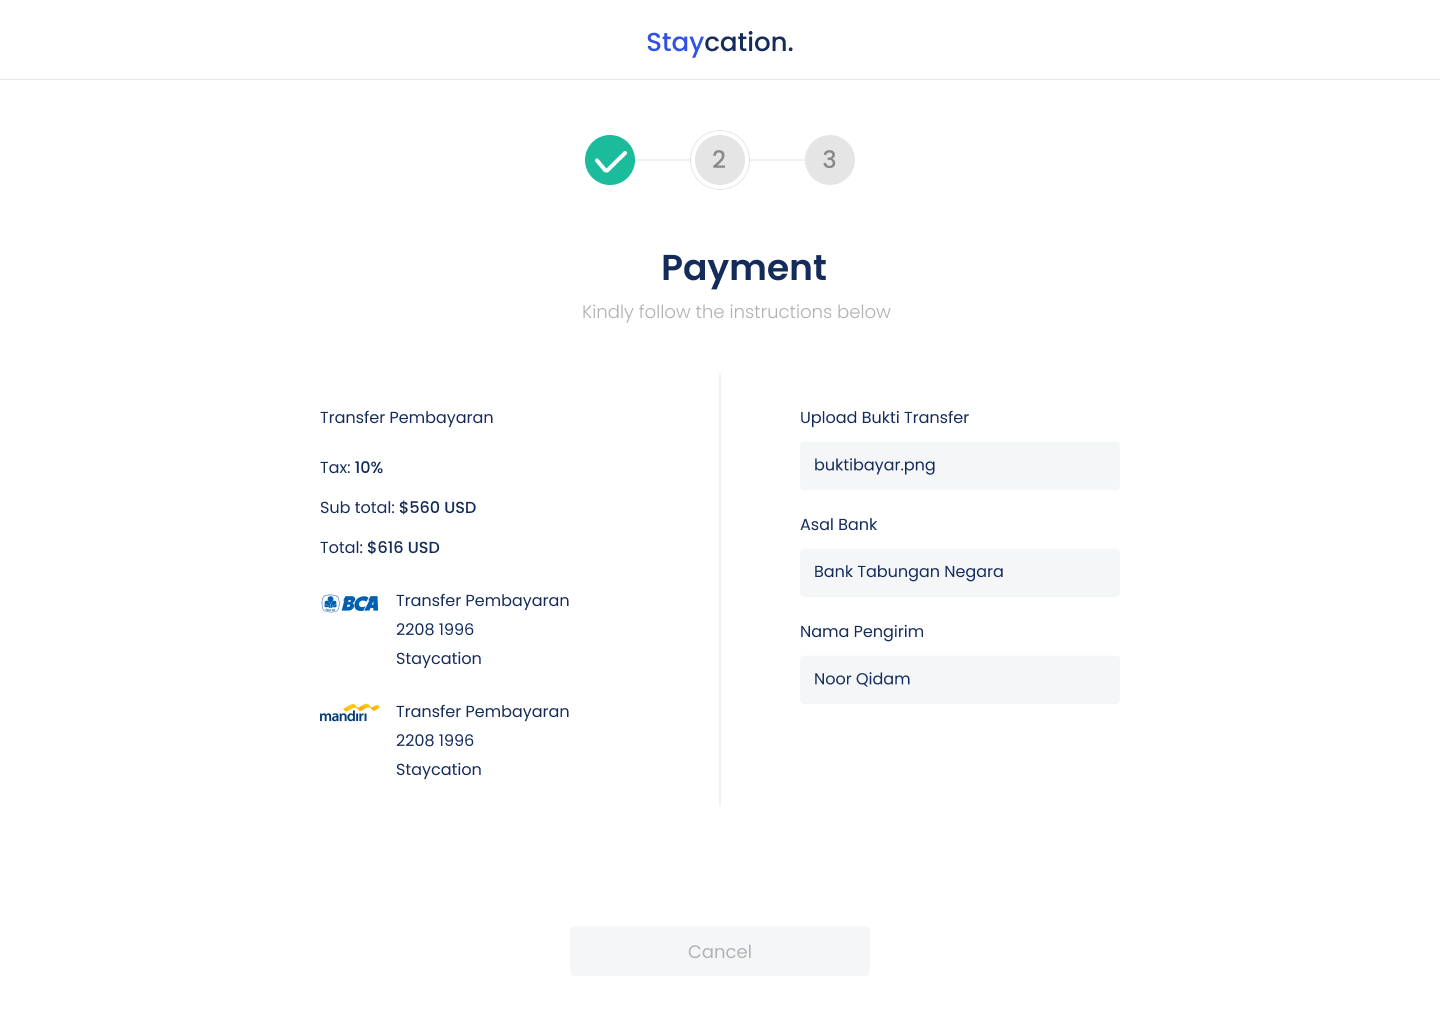 Staycation.
2
3
Payment
Kindly follow the instructions below
Transfer Pembayaran
Tax: 10%
Sub total: $560 USD
Total: $616 USD
BCA
Transfer Pembayaran
2208 1996
Staycation
mandiri
Transfer Pembayaran
2208 1996
Staycation
Upload Bukti Transfer
buktibayar.png
Asal Bank
Bank Tabungan Negara
Nama Pengirim
Noor Qidam
Cancel